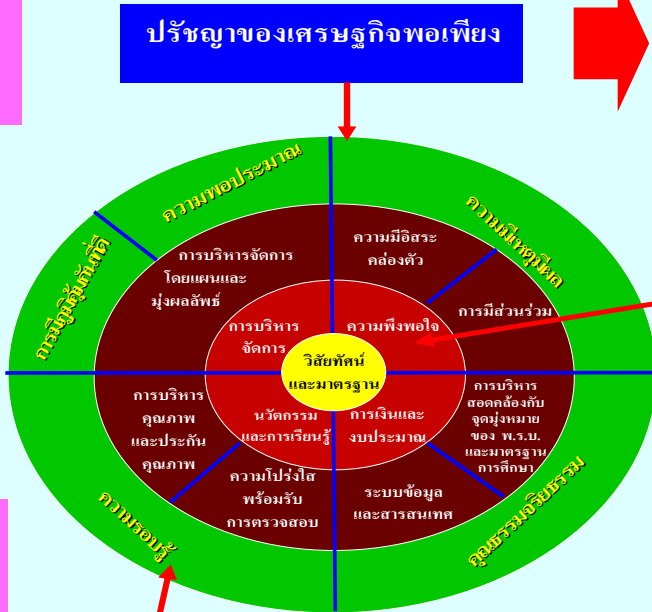 ปรัชญาของเศรษฐกิจพอเพียง
ความพอประมาณ
ความมีเหตุมีผล
การมีภูมิคุ้มกันที่ดี
ความรอบรู้
คุณธรรมจริยธรรม
การบริหารจัดการ
โดยแผนและ
มุ่งผลลัพธ์
ความมีอิสระ
คล่องตัว
การมีส่วนร่วม
การบริหาร
จัดการ
ความพึงพอใจ
วิสัยทัศน์
และมาตรฐาน
การบริหาร
คุณภาพ
และประกัน
คุณภาพ
นวัตกรรม
และการเรียนรู้
การเงินและ
งบประมาณ
การบริหาร
สอดคล้องกับ
จุดมุ่งหมาย
ของ พ.ร.บ.
และมาตรฐาน
การศึกษา
ความโปร่งใส
พร้อมรับ
การตรวจสอบ
ระบบข้อมูล
และสารสนเทศ